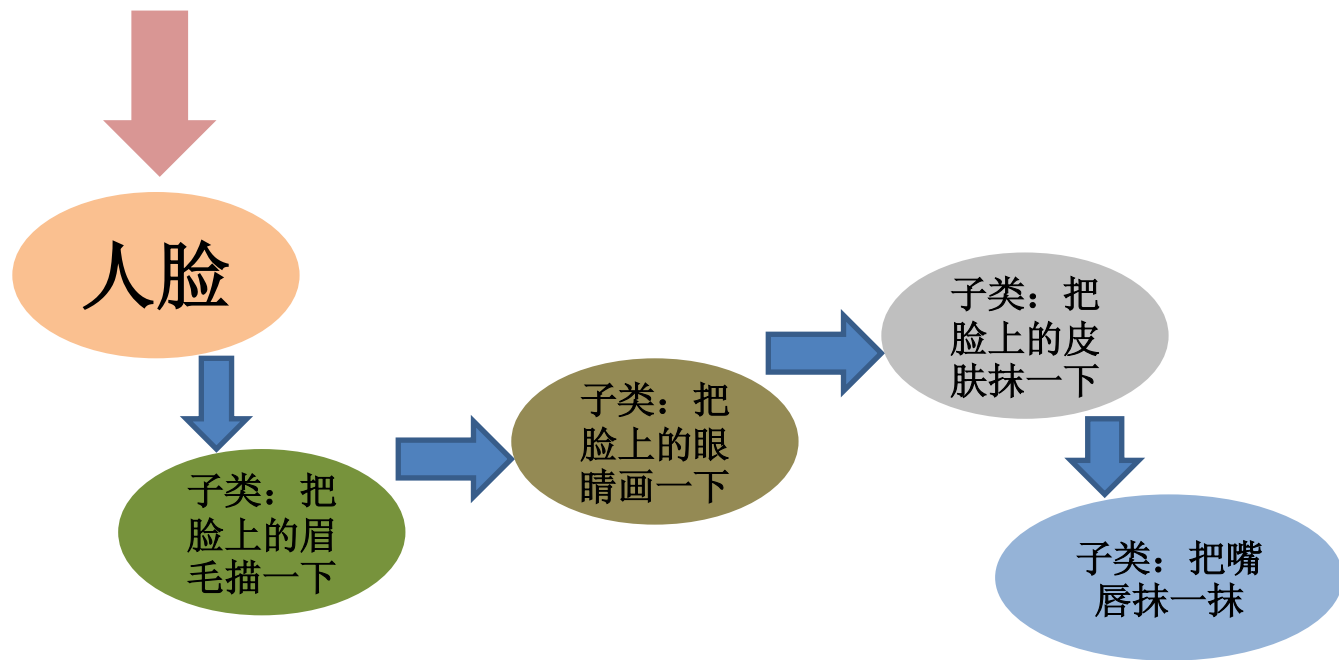 人脸
子类：把
脸上的眉
毛描一下
子类：把
脸上的眼
睛画一下
子类：把
脸上的皮
肤抹一下
子类：把嘴
唇抹一抹